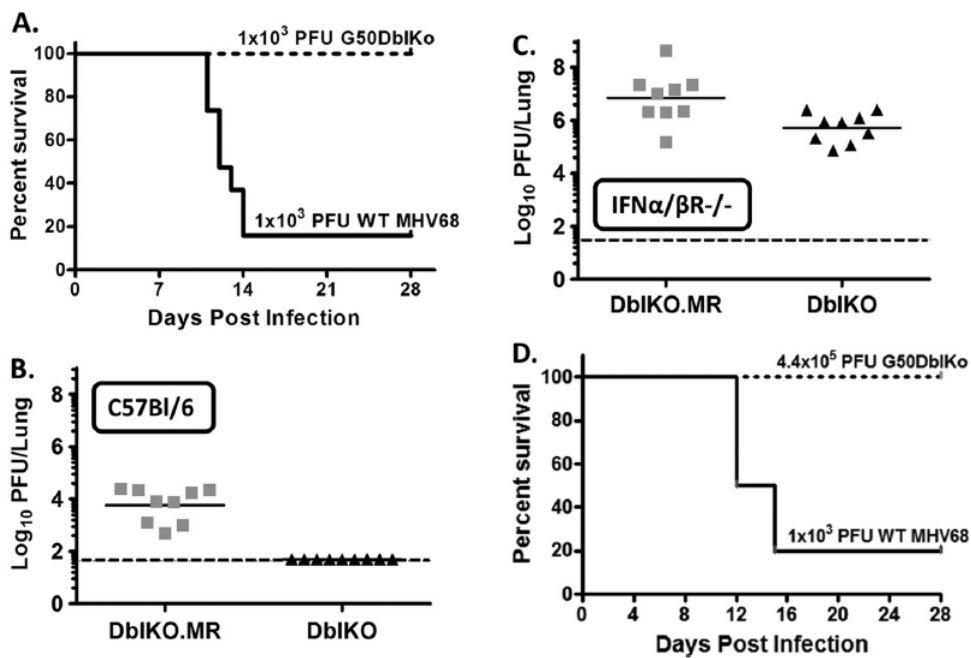 A.
1x10³ PFU G50DblKo
100
80
60
40
20
0
Percent survival
1x10³ PFU WT MHV68
0 7 14 21 28
Days Post Infection
B.
8
6
4
2
0
Log₁₀ PFU/Lung
C57Bl/6
DblKO.MR DblKO
C.
8
6
4
2
0
Log₁₀ PFU/Lung
IFNα/βR-/-
DblKO.MR DblKO
D.
4.4x10⁵ PFU G50DblKo
100
80
60
40
20
0
Percent survival
1x10³ PFU WT MHV68
0 4 8 12 16 20 24 28
Days Post Infection